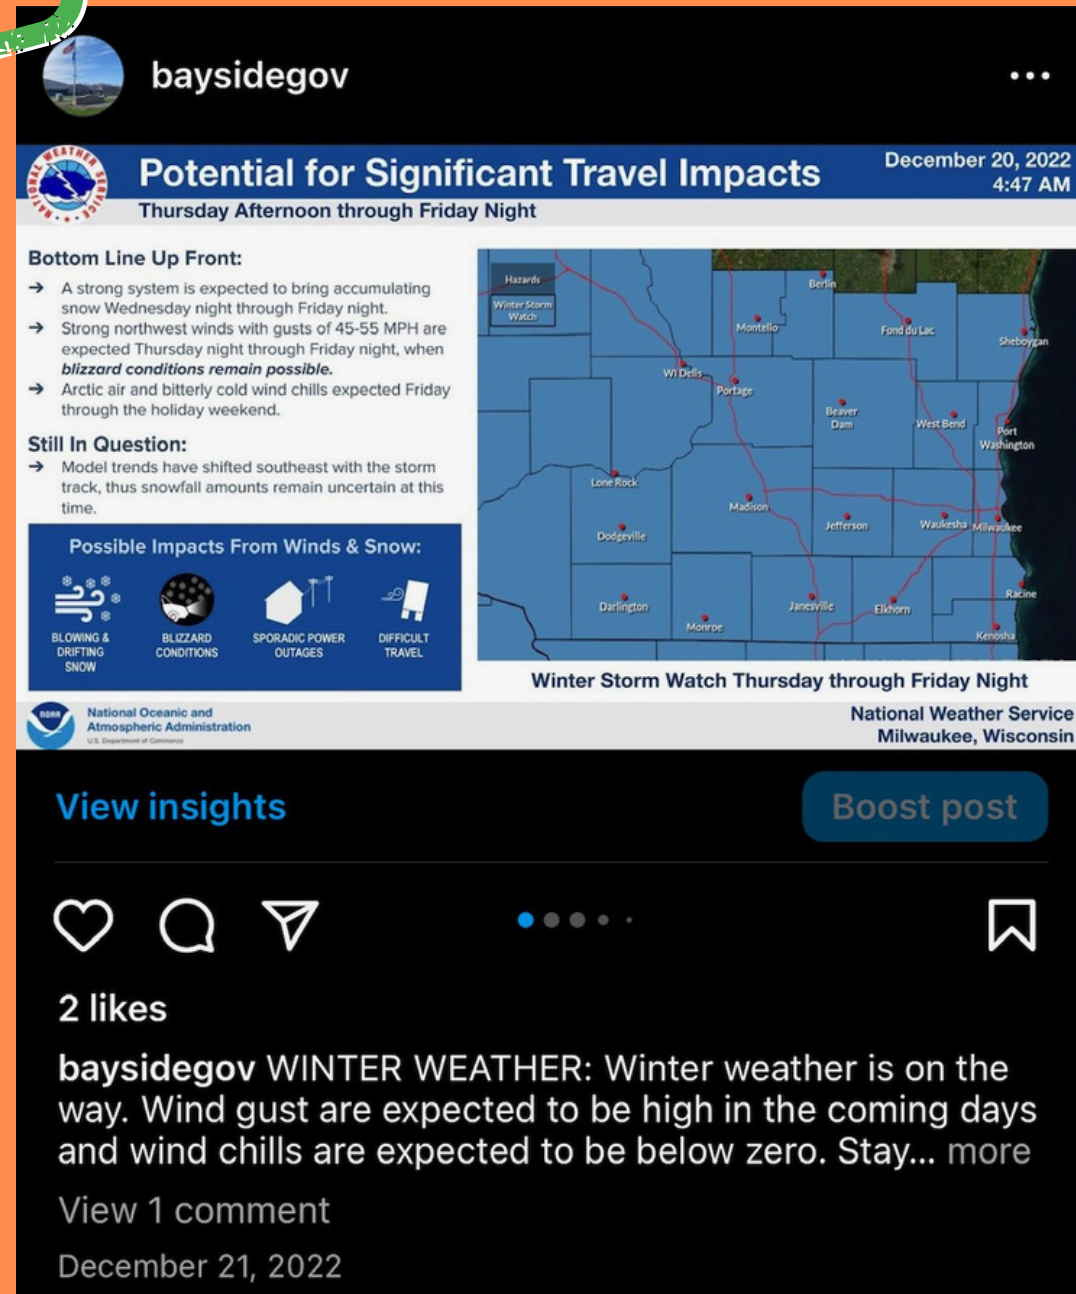 baysidegov
NATIONAL WEATHER SERVICE
Potential for Significant Travel Impacts
December 20, 2022
4:47 AM
Thursday Afternoon through Friday Night
Bottom Line Up Front:
→ A strong system is expected to bring accumulating
snow Wednesday night through Friday night.
→ Strong northwest winds with gusts of 45-55 MPH are
expected Thursday night through Friday night, when
blizzard conditions remain possible.
→ Arctic air and bitterly cold wind chills expected Friday
through the holiday weekend.
Still In Question:
→ Model trends have shifted southeast with the storm
track, thus snowfall amounts remain uncertain at this
time.
Possible Impacts From Winds & Snow:
BLOWING &
DRIFTING
SNOW
BLIZZARD
CONDITIONS
SPORADIC POWER
OUTAGES
DIFFICULT
TRAVEL
Hazards
Winter Storm
Watch
Berlin
Montello
Fond du Lac
Sheboygan
WI Dells
Portage
Beaver
Dam
West Bend
Port
Washington
Lone Rock
Madison
Dodgeville
Jefferson
Waukesha
Milwaukee
Darlington
Monroe
Janesville
Elkhorn
Racine
Kenosha
Winter Storm Watch Thursday through Friday Night
NOAA
National Oceanic and
Atmospheric Administration
U.S. Department of Commerce
National Weather Service
Milwaukee, Wisconsin
View insights
Boost post
2 likes
baysidegov WINTER WEATHER: Winter weather is on the
way. Wind gust are expected to be high in the coming days
and wind chills are expected to be below zero. Stay... more
View 1 comment
December 21, 2022